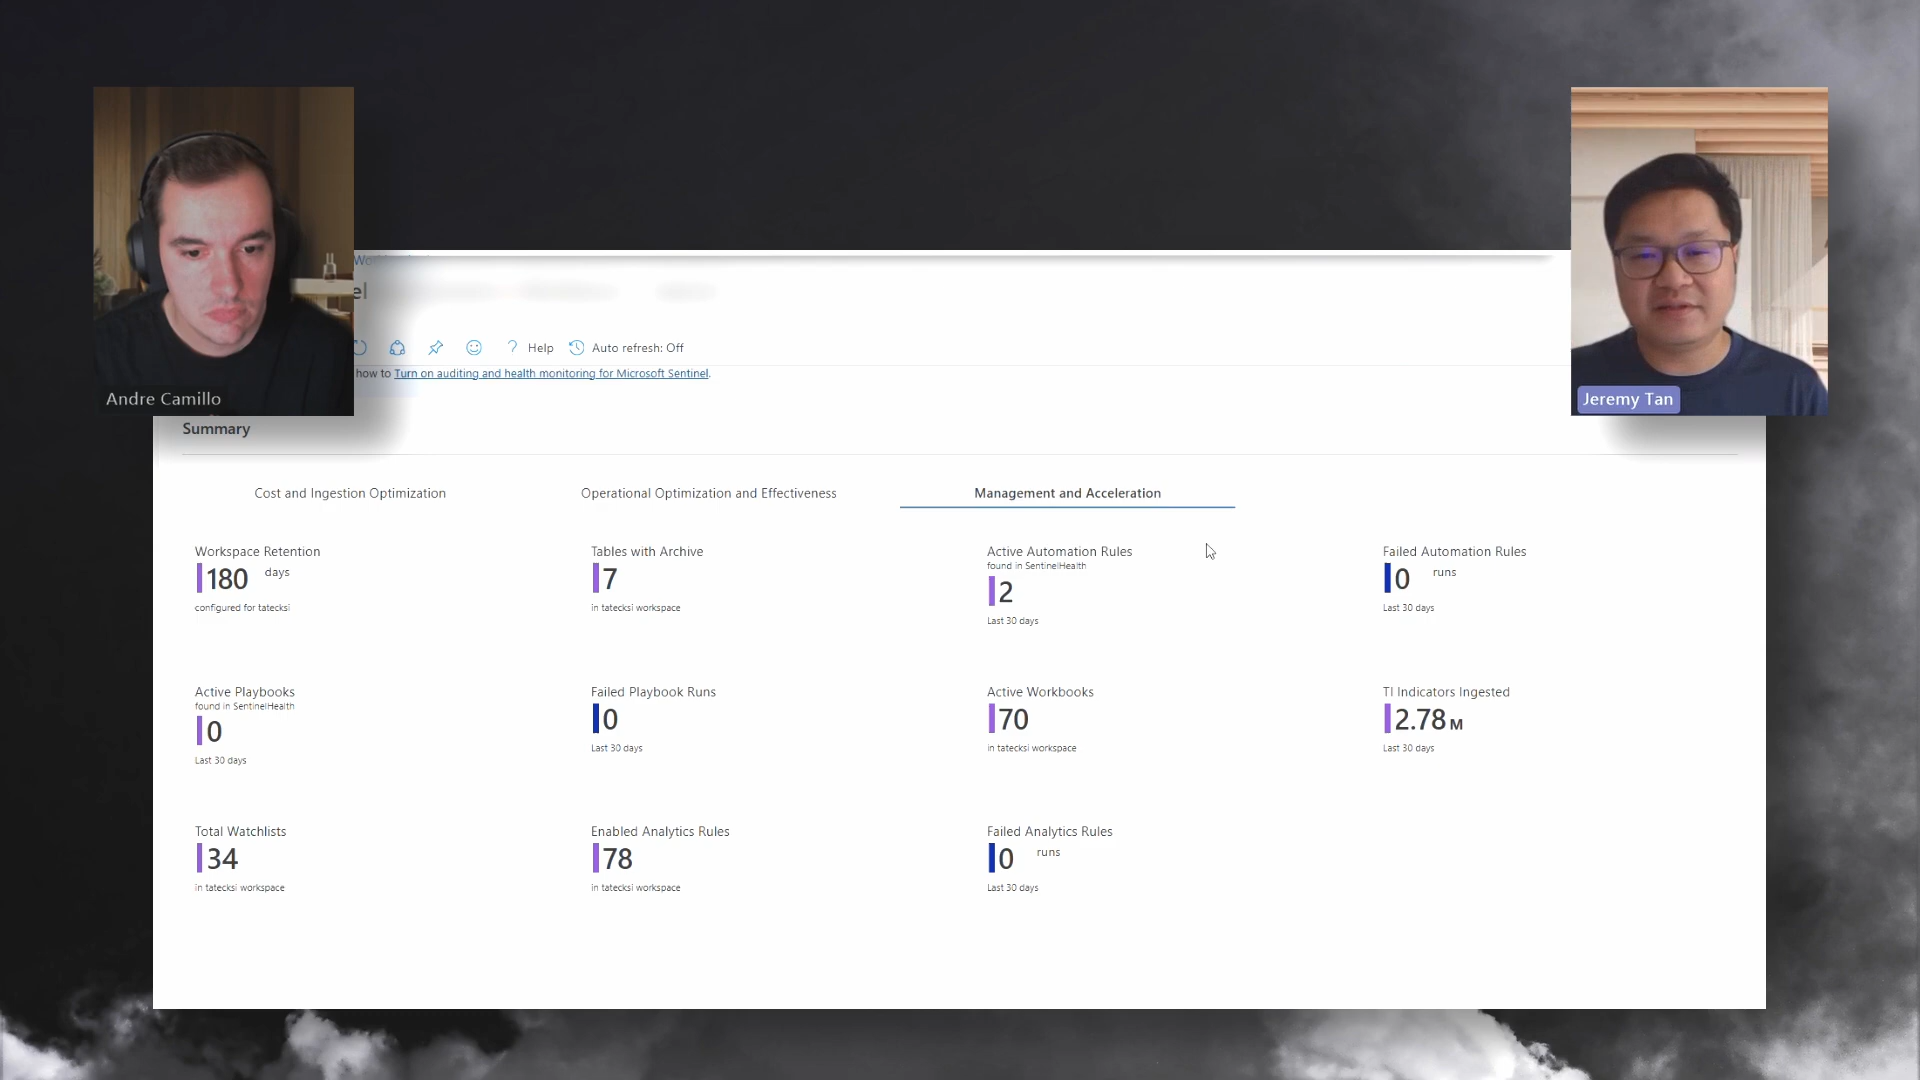 el
Help
Auto refresh: Off
how to Turn on auditing and health monitoring for Microsoft Sentinel.
Andre Camillo
Jeremy Tan
Summary
Cost and Ingestion Optimization
Operational Optimization and Effectiveness
Management and Acceleration
Workspace Retention
180 days
configured for tatecksi
Tables with Archive
7
in tatecksi workspace
Active Automation Rules
found in SentinelHealth
2
Last 30 days
Failed Automation Rules
0 runs
Last 30 days
Active Playbooks
found in SentinelHealth
0
Last 30 days
Failed Playbook Runs
0
Last 30 days
Active Workbooks
70
in tatecksi workspace
TI Indicators Ingested
2.78 M
Last 30 days
Total Watchlists
34
in tatecksi workspace
Enabled Analytics Rules
78
in tatecksi workspace
Failed Analytics Rules
0 runs
Last 30 days